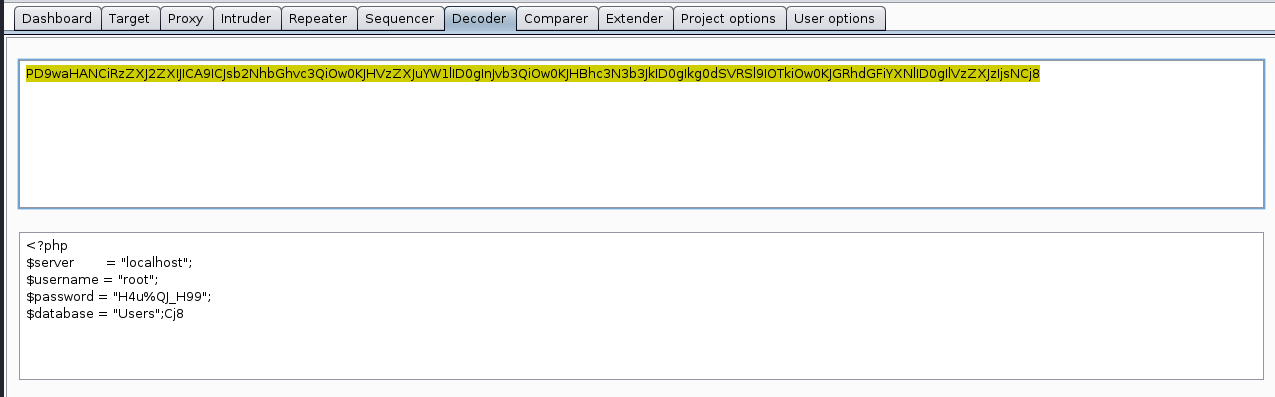 Dashboard Target Proxy Intruder Repeater Sequencer Decoder Comparer Extender Project options User options
PD9waHANCiRzZXJ2ZXIJICA9ICJsb2NhbGhvc3QiOw0KJHVzZXJuYW1lID0gInJvb3QiOw0KJHBhc3N3b3JkID0gIkg0dSVRSl9IOTkiOw0KJGRhdGFiYXNlID0gIlVzZXJzIjsNCj8
<?php
$server = "localhost";
$username = "root";
$password = "H4u%QJ_H99";
$database = "Users";Cj8